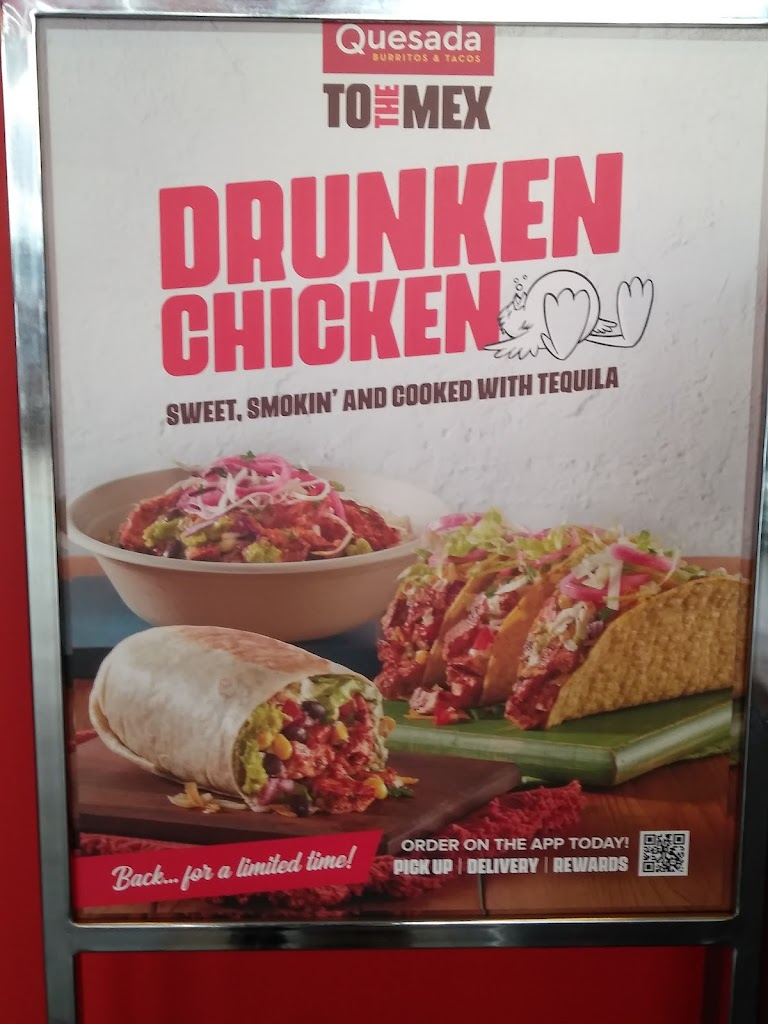 Quesada
BURRITOS & TACOS
TO THE MEX
DRUNKEN
CHICKEN
SWEET, SMOKIN' AND COOKED WITH TEQUILA
Back... for a limited time!
ORDER ON THE APP TODAY!
PICK UP | DELIVERY | REWARDS